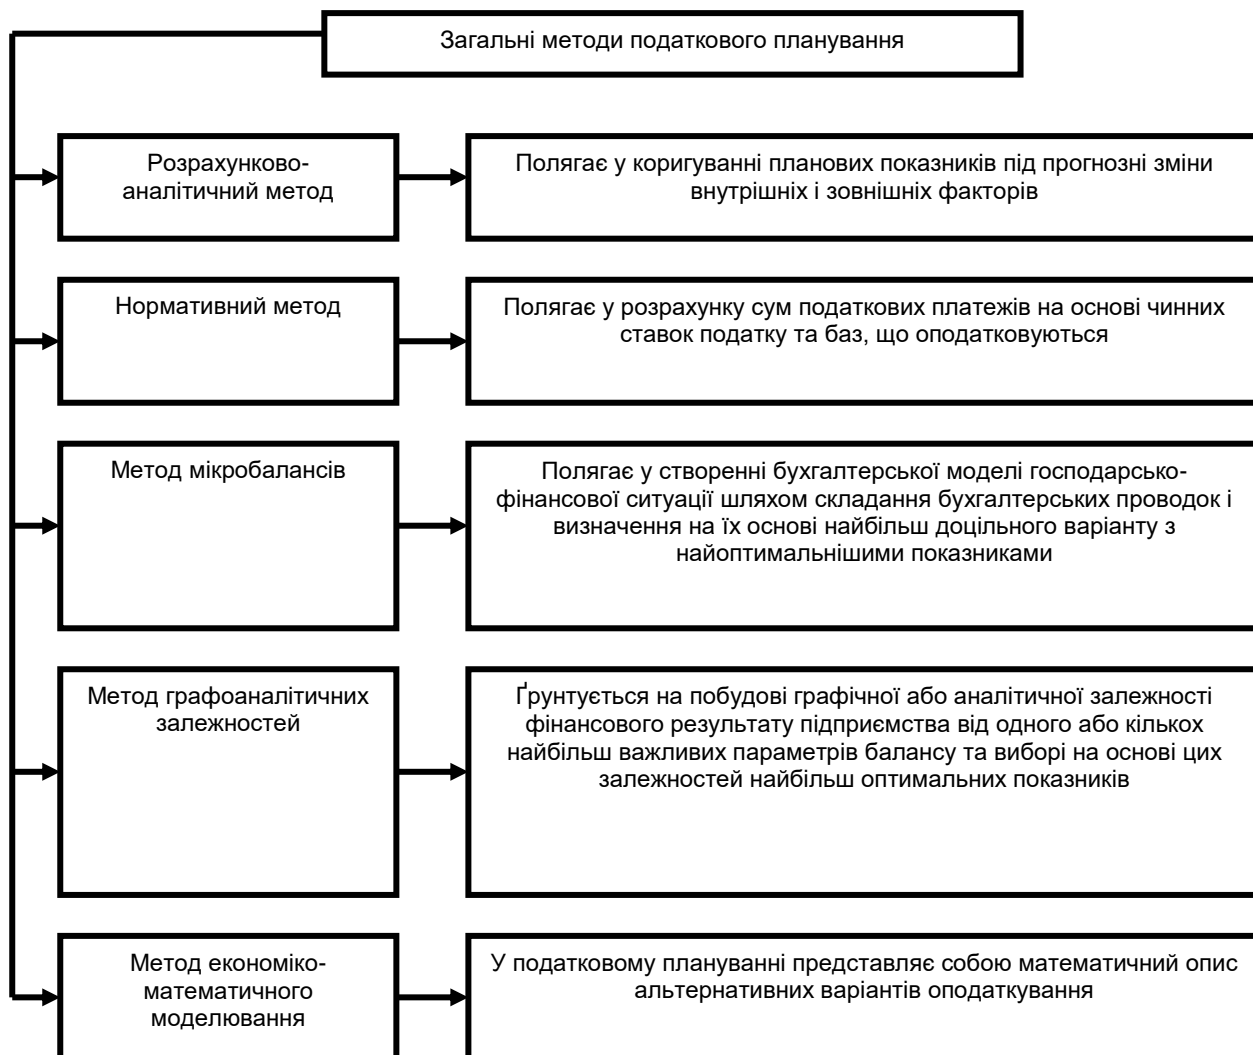 Загальні методи податкового планування
Розрахунково-
аналітичний метод
Полягає у коригуванні планових показників під прогнозні зміни
внутрішніх і зовнішніх факторів
Нормативний метод
Полягає у розрахунку сум податкових платежів на основі чинних
ставок податку та баз, що оподатковуються
Метод мікробалансів
Полягає у створенні бухгалтерської моделі господарсько-
фінансової ситуації шляхом складання бухгалтерських проводок і
визначення на їх основі найбільш доцільного варіанту з
найоптимальнішими показниками
Метод графоаналітичних
залежностей
Ґрунтується на побудові графічної або аналітичної залежності
фінансового результату підприємства від одного або кількох
найбільш важливих параметрів балансу та виборі на основі цих
залежностей найбільш оптимальних показників
Метод економіко-
математичного
моделювання
У податковому плануванні представляє собою математичний опис
альтернативних варіантів оподаткування